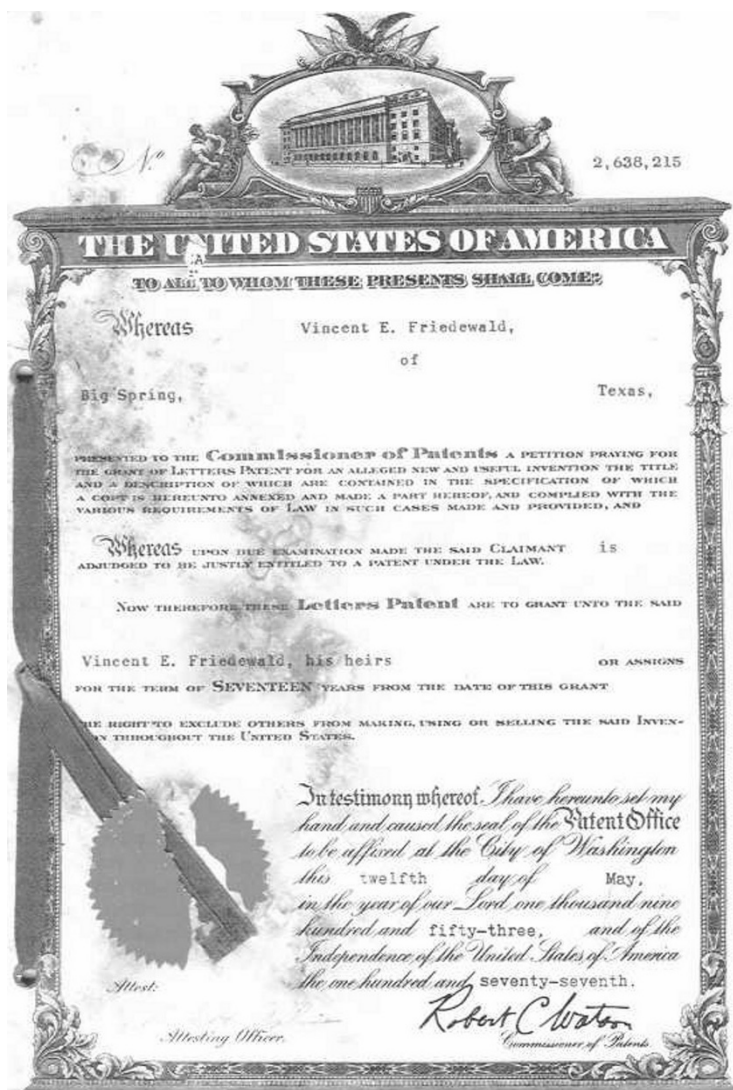 No. 2,638,215
THE UNITED STATES OF AMERICA
TO ALL TO WHOM THESE PRESENTS SHALL COME:
Whereas Vincent E. Friedewald,
of
Big Spring, Texas,
PRESENTED TO THE Commissioner of Patents A PETITION PRAYING FOR
THE GRANT OF LETTERS PATENT FOR AN ALLEGED NEW AND USEFUL INVENTION THE TITLE
AND A DESCRIPTION OF WHICH ARE CONTAINED IN THE SPECIFICATION OF WHICH
A COPY IS HEREUNTO ANNEXED AND MADE A PART HEREOF, AND COMPLIED WITH THE
VARIOUS REQUIREMENTS OF LAW IN SUCH CASES MADE AND PROVIDED, AND
Whereas UPON DUE EXAMINATION MADE THE SAID CLAIMANT is
ADJUDGED TO BE JUSTLY ENTITLED TO A PATENT UNDER THE LAW.
NOW THEREFORE THESE Letters Patent ARE TO GRANT UNTO THE SAID
Vincent E. Friedewald, his heirs OR ASSIGNS
FOR THE TERM OF SEVENTEEN YEARS FROM THE DATE OF THIS GRANT
HE RIGHT TO EXCLUDE OTHERS FROM MAKING, USING OR SELLING THE SAID INVEN-
N THROUGHOUT THE UNITED STATES.
In testimony whereof I have hereunto set my
hand and caused the seal of the Patent Office
to be affixed at the City of Washington
this twelfth day of May,
in the year of our Lord one thousand nine
hundred and fifty-three, and of the
Independence of the United States of America
the one hundred and seventy-seventh.
Attest:
Robert C Watson
Attesting Officer. Commissioner of Patents.